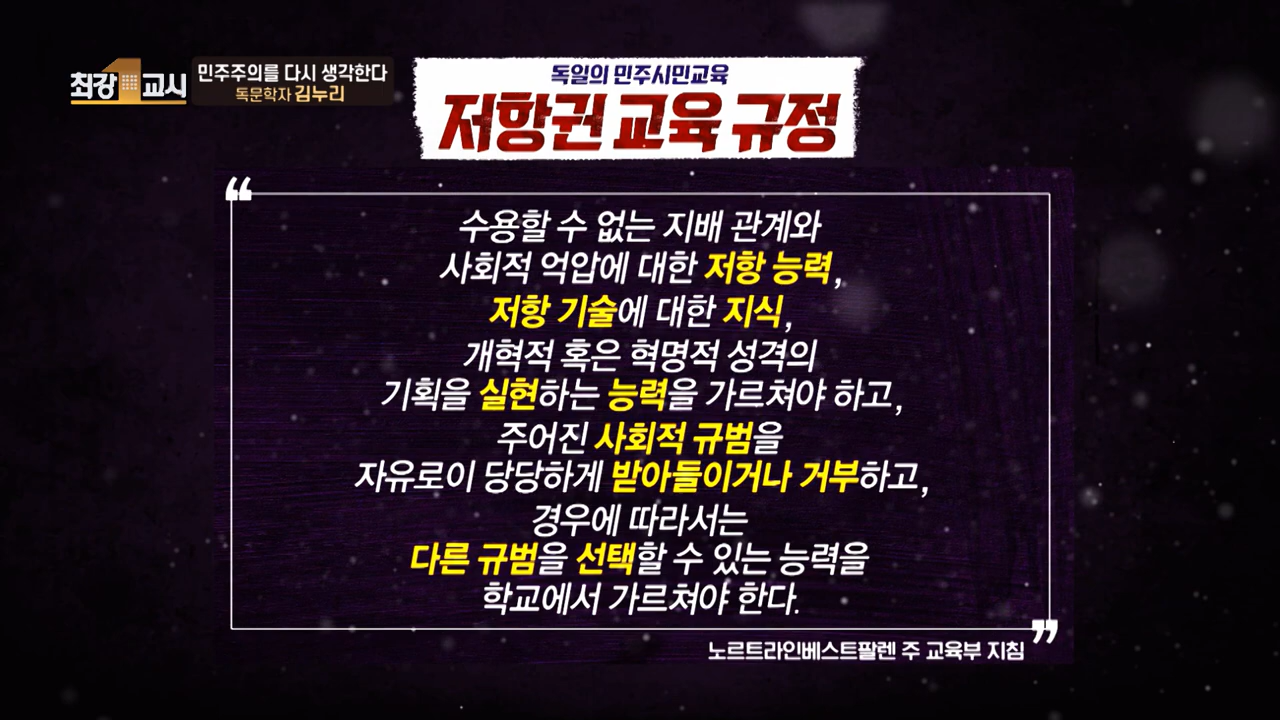 최강1교시
민주주의를 다시 생각한다
독문학자 김누리
독일의 민주시민교육
저항권 교육 규정
“
수용할 수 없는 지배 관계와
사회적 억압에 대한 저항 능력,
저항 기술에 대한 지식,
개혁적 혹은 혁명적 성격의
기획을 실현하는 능력을 가르쳐야 하고,
주어진 사회적 규범을
자유로이 당당하게 받아들이거나 거부하고,
경우에 따라서는
다른 규범을 선택할 수 있는 능력을
학교에서 가르쳐야 한다.
”
노르트라인베스트팔렌 주 교육부 지침